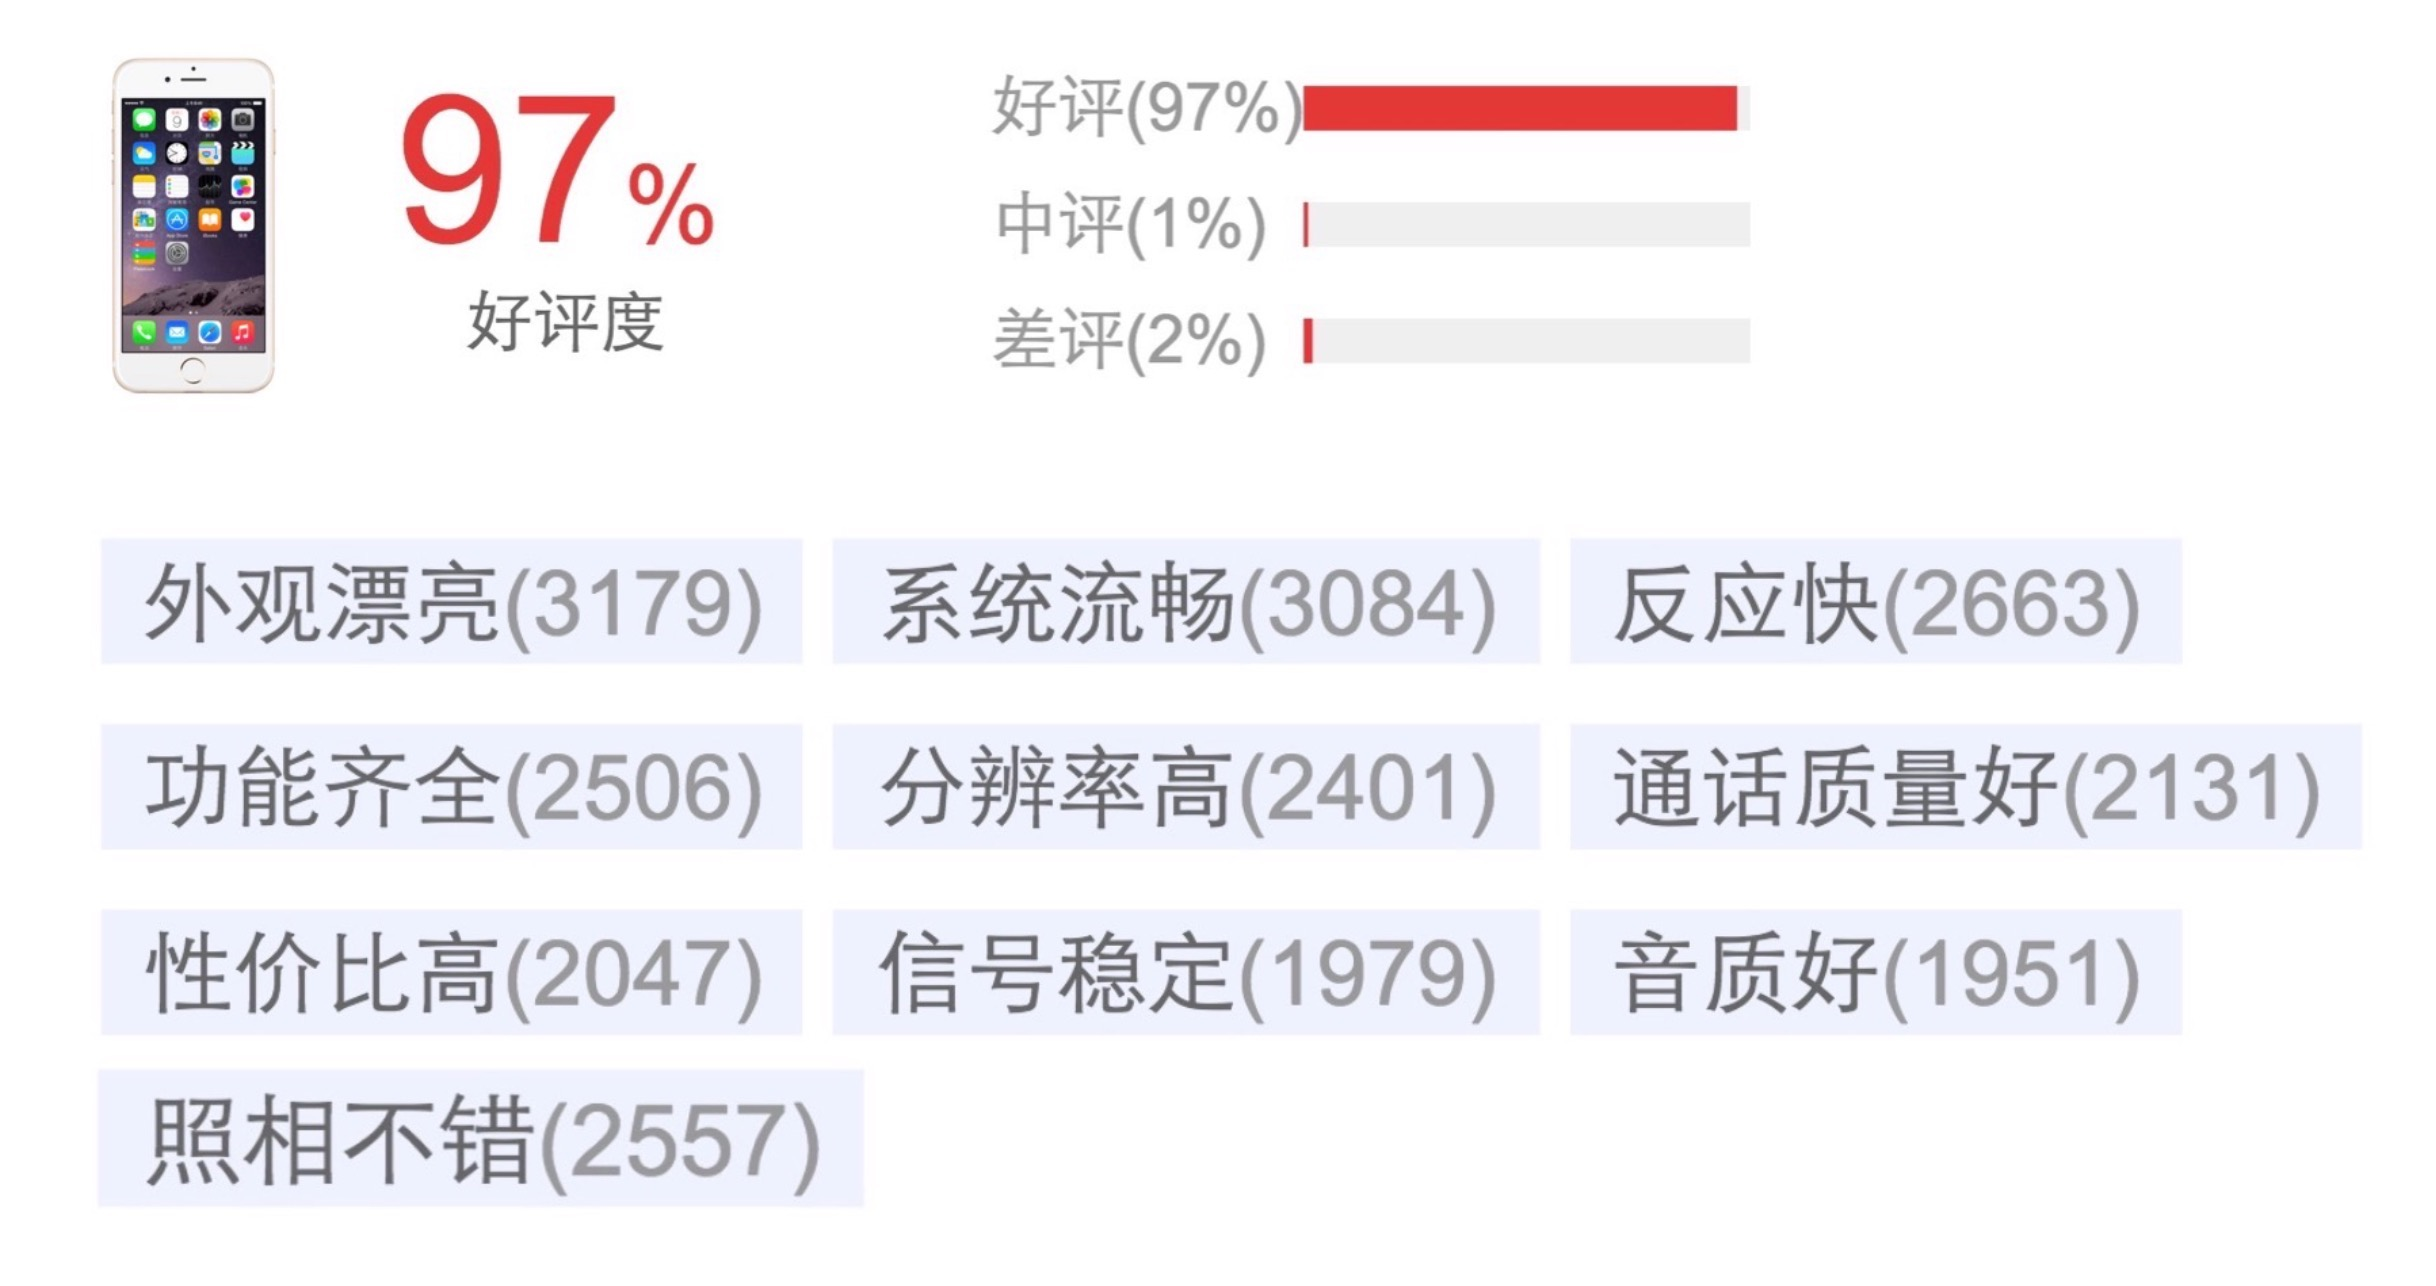 97%
好评度
好评(97%)
中评(1%)
差评(2%)
外观漂亮(3179) 系统流畅(3084) 反应快(2663)
功能齐全(2506) 分辨率高(2401) 通话质量好(2131)
性价比高(2047) 信号稳定(1979) 音质好(1951)
照相不错(2557)